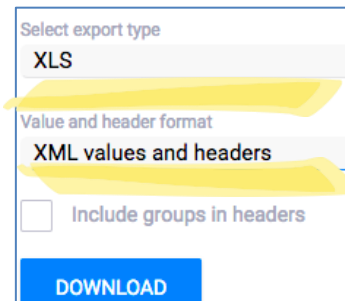 Select export type
XLS
Value and header format
XML values and headers
Include groups in headers
DOWNLOAD